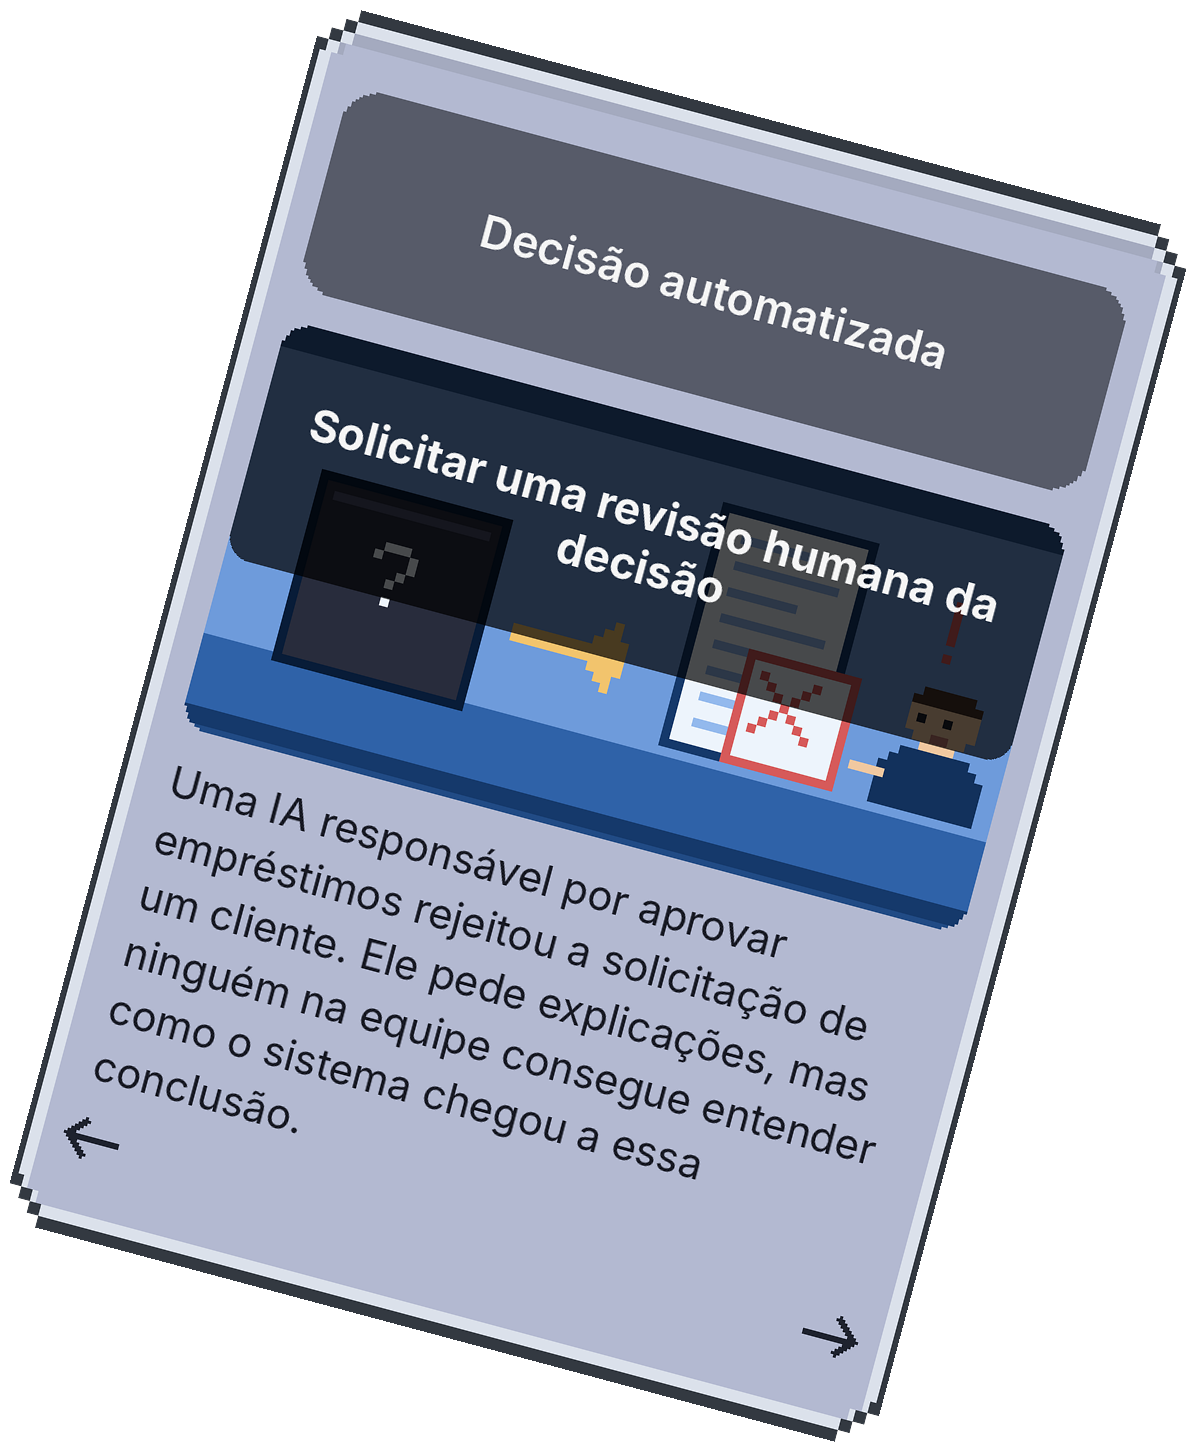 Decisão automatizada
Solicitar uma revisão humana da
decisão
?
!
Uma IA responsável por aprovar
empréstimos rejeitou a solicitação de
um cliente. Ele pede explicações, mas
ninguém na equipe consegue entender
como o sistema chegou a essa
conclusão.